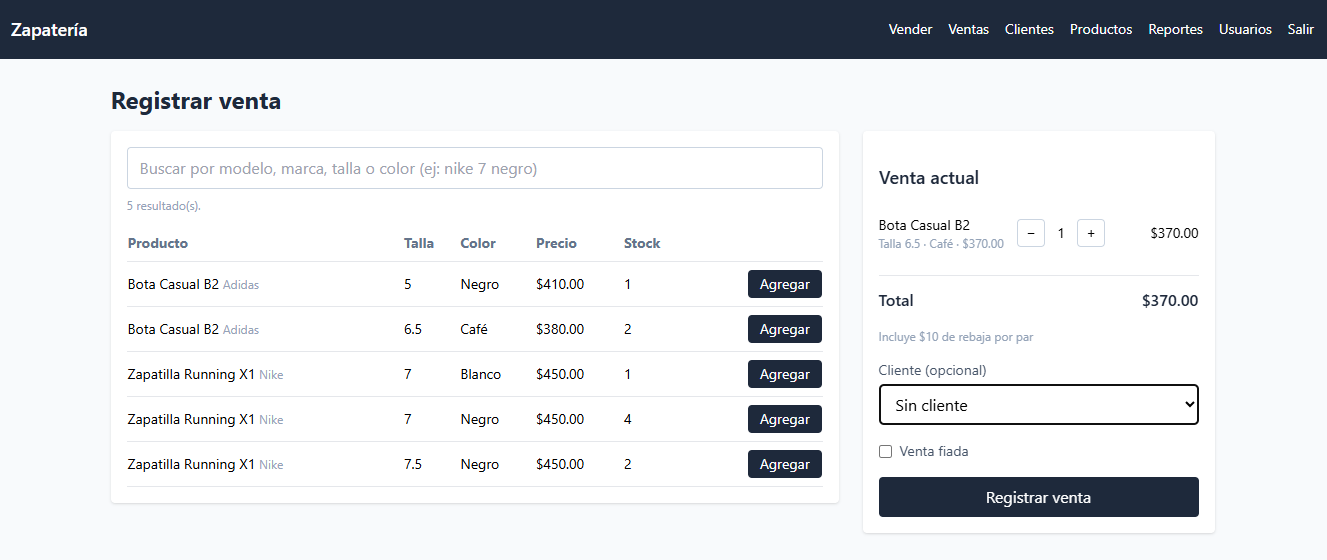 Zapatería
Vender Ventas Clientes Productos Reportes Usuarios Salir
Registrar venta
Buscar por modelo, marca, talla o color (ej: nike 7 negro)
5 resultado(s).
Producto Talla Color Precio Stock
Bota Casual B2 Adidas 5 Negro $410.00 1 Agregar
Bota Casual B2 Adidas 6.5 Café $380.00 2 Agregar
Zapatilla Running X1 Nike 7 Blanco $450.00 1 Agregar
Zapatilla Running X1 Nike 7 Negro $450.00 4 Agregar
Zapatilla Running X1 Nike 7.5 Negro $450.00 2 Agregar
Venta actual
Bota Casual B2 − 1 + $370.00
Talla 6.5 · Café · $370.00
Total $370.00
Incluye $10 de rebaja por par
Cliente (opcional)
Sin cliente
Venta fiada
Registrar venta